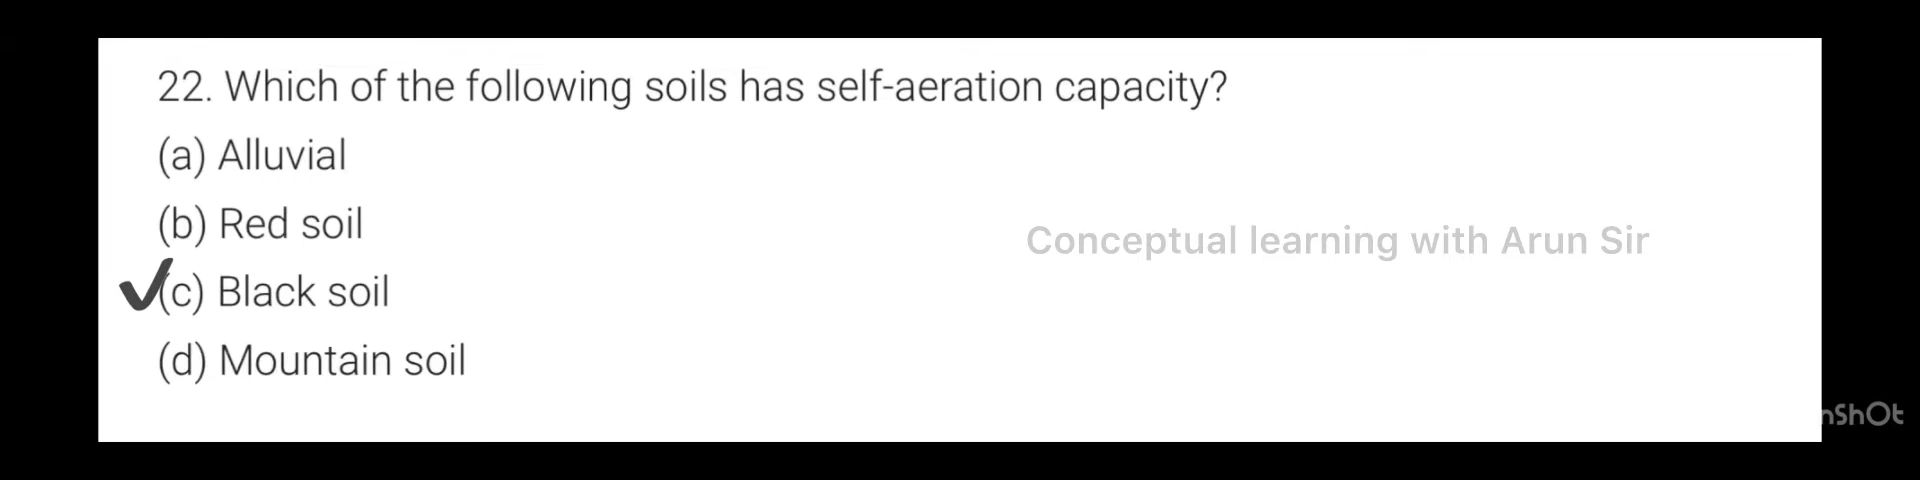 22. Which of the following soils has self-aeration capacity?
(a) Alluvial
(b) Red soil
Conceptual learning with Arun Sir
(c) Black soil
(d) Mountain soil
nShOt